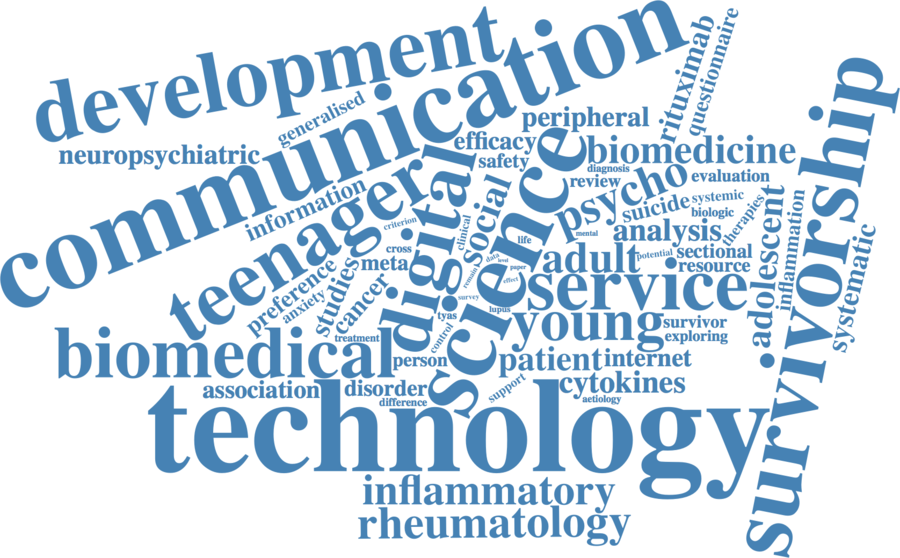 development
communication
generalised
neuropsychiatric
information
teenager
digital
science
peripheral
efficacy
safety
rituximab
questionnaire
biomedicine
diagnosis
review
evaluation
psycho
suicide
systemic
biologic
therapies
analysis
mental
social
clinical
criterion
cross
meta
life
data
level
paper
remain
effect
survey
lupus
tyas
control
potential
sectional
resource
adult
service
young
adolescent
inflammation
survivorship
systematic
preference
anxiety
studies
cancer
treatment
biomedical
person
survivor
exploring
patient
internet
association
disorder
difference
support
cytokines
aetiology
technology
inflammatory
rheumatology